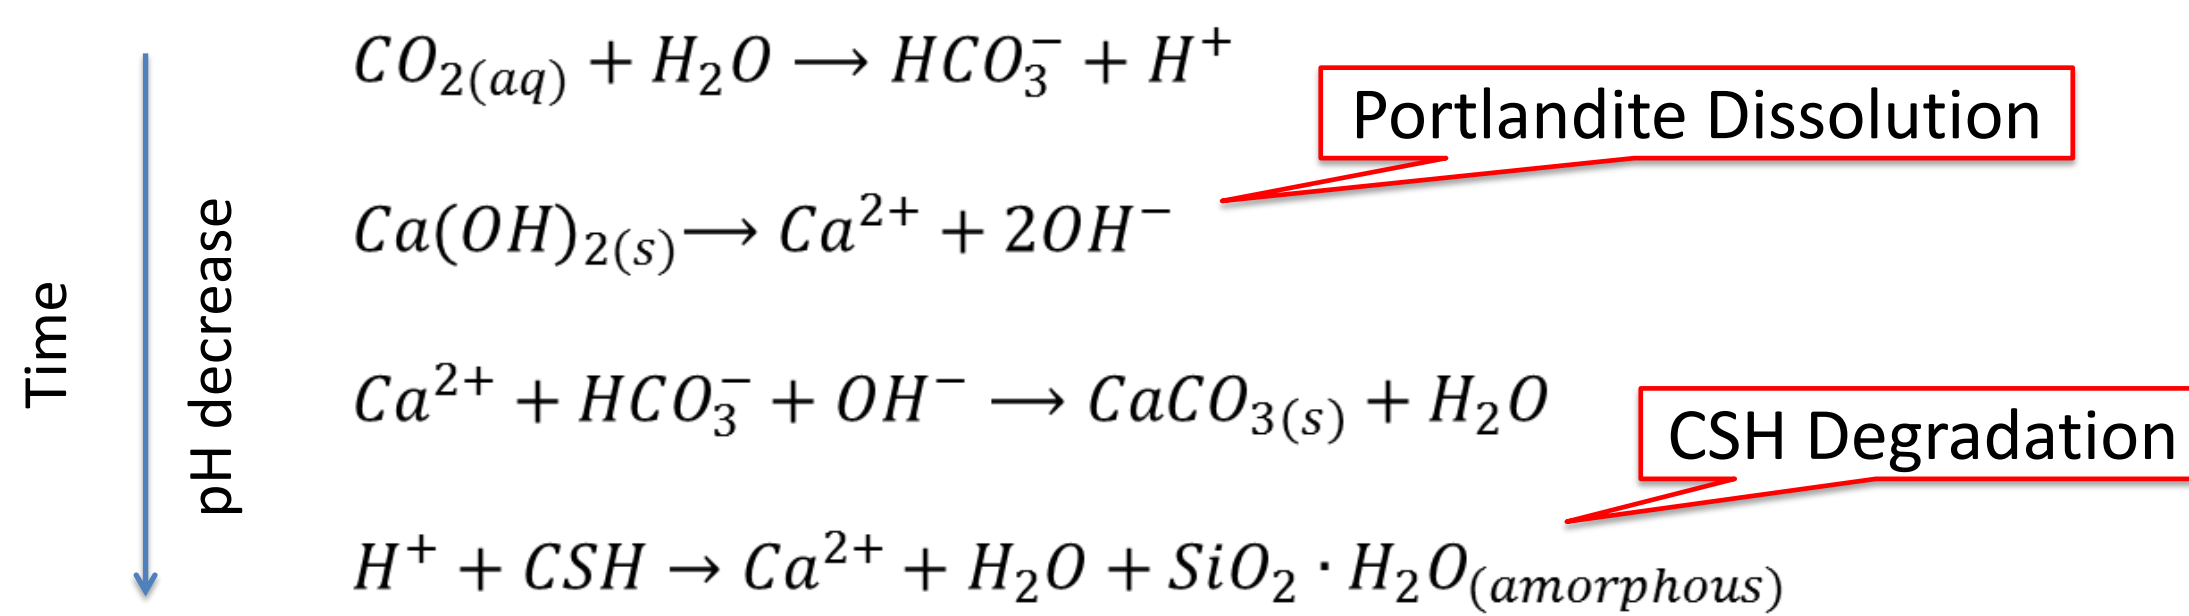 CO₂₍aq₎ + H₂O ⟶ HCO₃⁻ + H⁺
Portlandite Dissolution
Ca(OH)₂₍s₎⟶ Ca²⁺ + 2OH⁻
Time
pH decrease
Ca²⁺ + HCO₃⁻ + OH⁻ ⟶ CaCO₃₍s₎ + H₂O
CSH Degradation
H⁺ + CSH → Ca²⁺ + H₂O + SiO₂ · H₂O(amorphous)